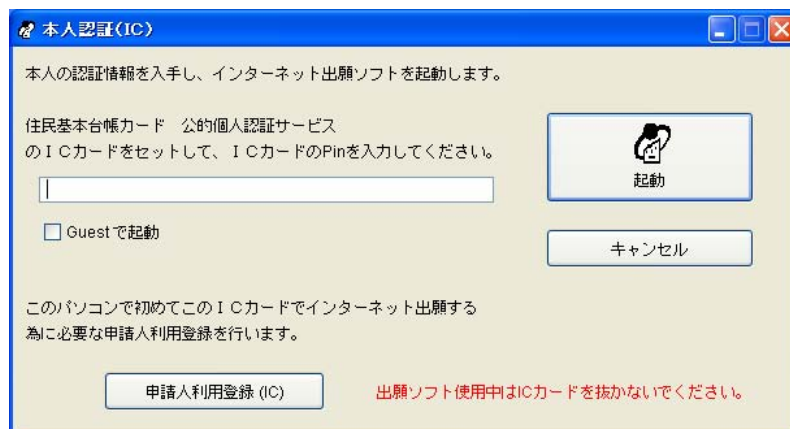 本人認証(IC)
本人の認証情報を入手し、インターネット出願ソフトを起動します。
住民基本台帳カード　公的個人認証サービス
のＩＣカードをセットして、ＩＣカードのPinを入力してください。
起動
Guestで起動
キャンセル
このパソコンで初めてこのＩＣカードでインターネット出願する
為に必要な申請人利用登録を行います。
申請人利用登録 (IC)
出願ソフト使用中はICカードを抜かないでください。